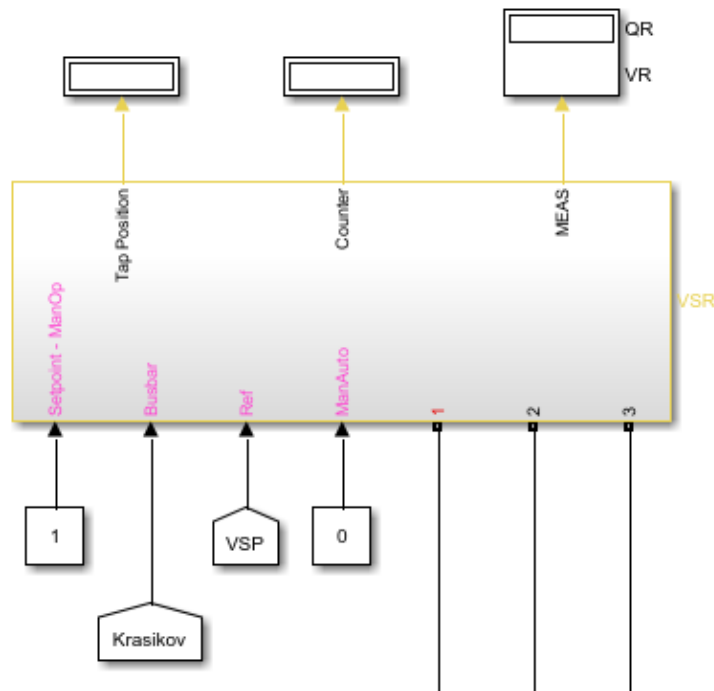 QR
VR
Tap Position
Counter
MEAS
VSR
Setpoint - ManOp
Busbar
Ref
ManAuto
1
2
3
1
VSP
0
Krasikov